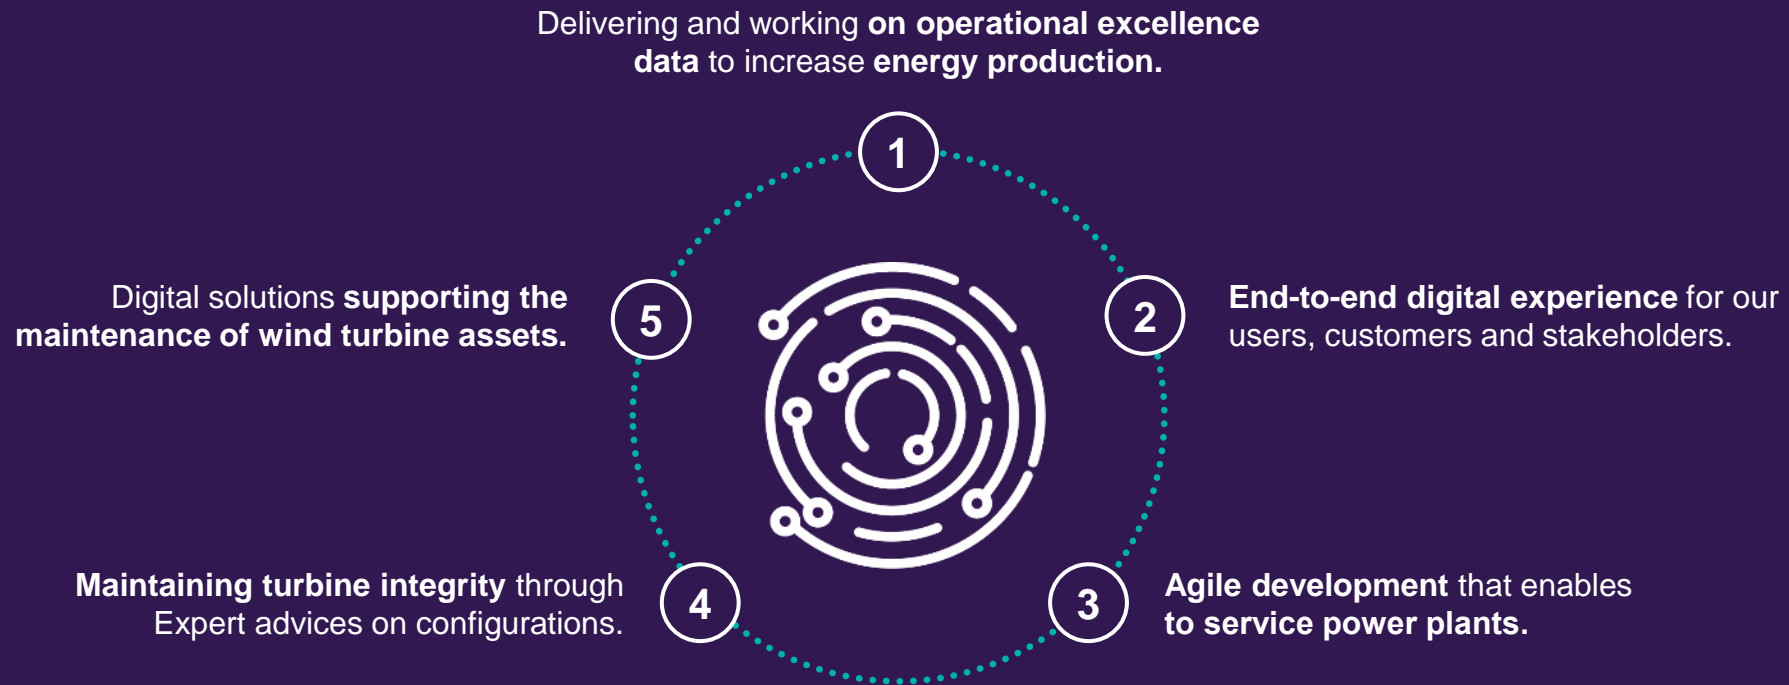 Delivering and working on operational excellence
data to increase energy production.
1
2
End-to-end digital experience for our
users, customers and stakeholders.
3
Agile development that enables
to service power plants.
4
Maintaining turbine integrity through
Expert advices on configurations.
5
Digital solutions supporting the
maintenance of wind turbine assets.